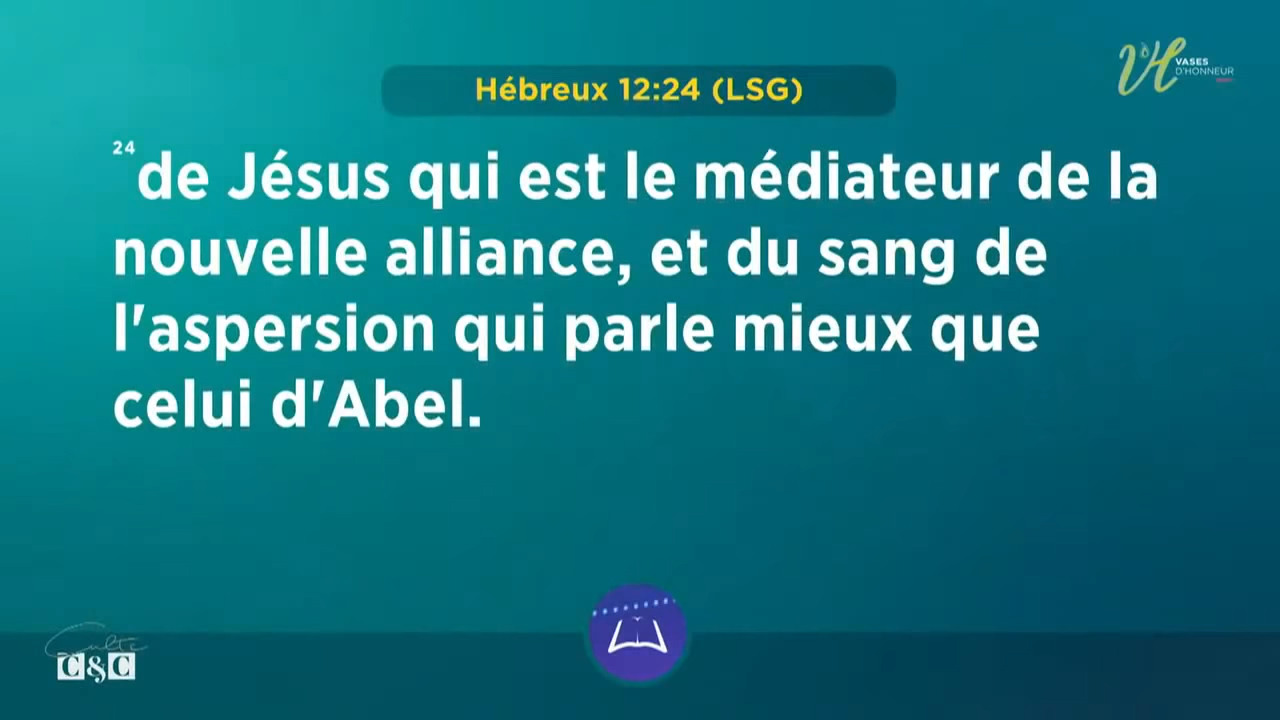 Hébreux 12:24 (LSG)
VASES
D'HONNEUR
24 de Jésus qui est le médiateur de la
nouvelle alliance, et du sang de
l'aspersion qui parle mieux que
celui d'Abel.
Culte
C&C